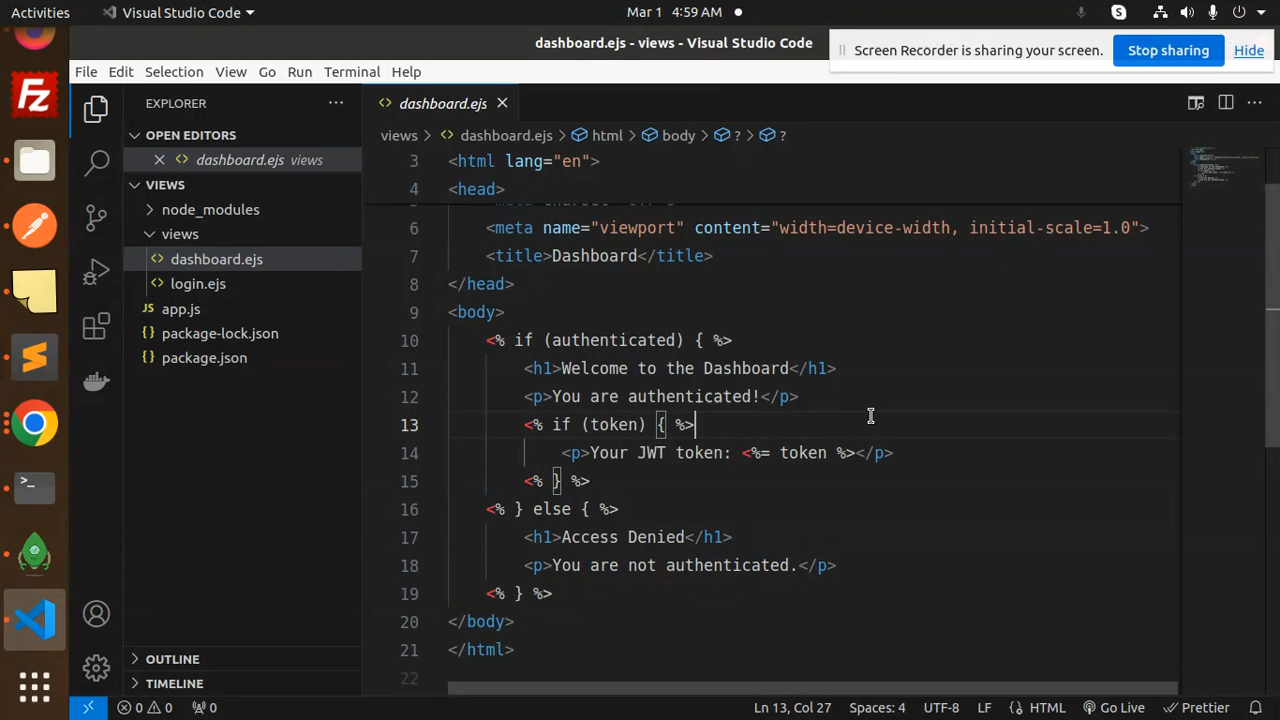 Activities
Visual Studio Code
Mar 1 4:59 AM
dashboard.ejs - views - Visual Studio Code
Screen Recorder is sharing your screen.
Stop sharing
Hide
File Edit Selection View Go Run Terminal Help
EXPLORER
OPEN EDITORS
dashboard.ejs views
VIEWS
node_modules
views
dashboard.ejs
login.ejs
JS app.js
{} package-lock.json
{} package.json
OUTLINE
TIMELINE
<> dashboard.ejs
views > <> dashboard.ejs > html > body > ? > ?
3 <html lang="en">
4 <head>
6 <meta name="viewport" content="width=device-width, initial-scale=1.0">
7 <title>Dashboard</title>
8 </head>
9 <body>
10 <% if (authenticated) { %>
11 <h1>Welcome to the Dashboard</h1>
12 <p>You are authenticated!</p>
13 <% if (token) { %>
14 <p>Your JWT token: <%= token %></p>
15 <% } %>
16 <% } else { %>
17 <h1>Access Denied</h1>
18 <p>You are not authenticated.</p>
19 <% } %>
20 </body>
21 </html>
22
0 0 0
Ln 13, Col 27 Spaces: 4 UTF-8 LF {} HTML Go Live Prettier